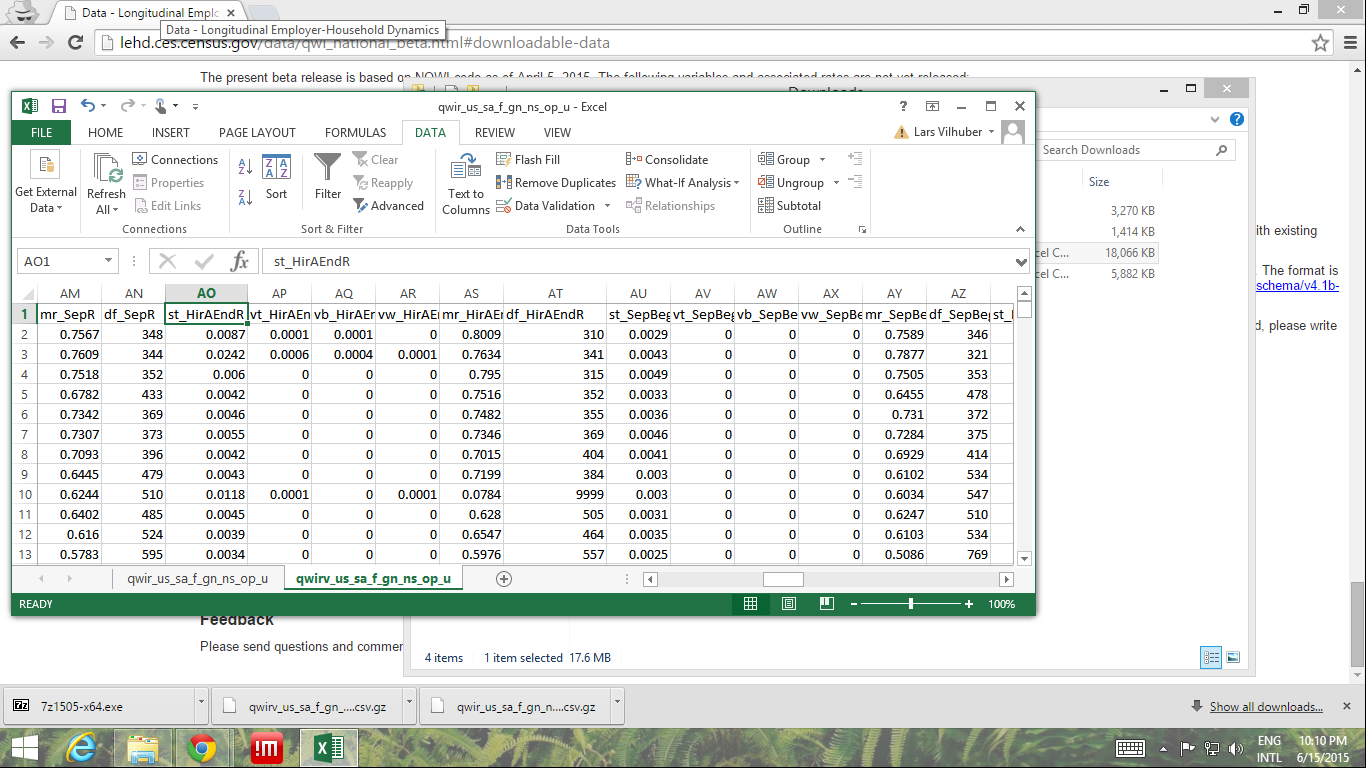 Data - Longitudinal Emplo
Data - Longitudinal Employer-Household Dynamics
lehd.ces.census.gov/data/qwi_national_beta.html#downloadable-data
The present beta release is based on NQWI code as of April 5, 2015. The following variables and associated rates are not yet released:
Downloads
qwir_us_sa_f_gn_ns_op_u - Excel
FILE HOME INSERT PAGE LAYOUT FORMULAS DATA REVIEW VIEW Lars Vilhuber
Search Downloads
Get External Data
Refresh All
Connections
Properties
Edit Links
Connections
Sort
Filter
Clear
Reapply
Advanced
Sort & Filter
Text to Columns
Flash Fill
Remove Duplicates
Data Validation
Consolidate
What-If Analysis
Relationships
Data Tools
Group
Ungroup
Subtotal
Outline
Size
3,270 KB
1,414 KB
cel C... 18,066 KB
cel C... 5,882 KB
ith existing
. The format is
schema/v4.1b-
d, please write
AO1 fx st_HirAEndR
AM AN AO AP AQ AR AS AT AU AV AW AX AY AZ
1 mr_SepR df_SepR st_HirAEndR vt_HirAEn vb_HirAEr vw_HirAEr mr_HirAEr df_HirAEndR st_SepBeg vt_SepBeg vb_SepBe vw_SepBe mr_SepBe df_SepBeg st_
2 0.7567 348 0.0087 0.0001 0.0001 0 0.8009 310 0.0029 0 0 0 0.7589 346
3 0.7609 344 0.0242 0.0006 0.0004 0.0001 0.7634 341 0.0043 0 0 0 0.7877 321
4 0.7518 352 0.006 0 0 0 0.795 315 0.0049 0 0 0 0.7505 353
5 0.6782 433 0.0042 0 0 0 0.7516 352 0.0033 0 0 0 0.6455 478
6 0.7342 369 0.0046 0 0 0 0.7482 355 0.0036 0 0 0 0.731 372
7 0.7307 373 0.0055 0 0 0 0.7346 369 0.0046 0 0 0 0.7284 375
8 0.7093 396 0.0042 0 0 0 0.7015 404 0.0041 0 0 0 0.6929 414
9 0.6445 479 0.0043 0 0 0 0.7199 384 0.003 0 0 0 0.6102 534
10 0.6244 510 0.0118 0.0001 0 0.0001 0.0784 9999 0.003 0 0 0 0.6034 547
11 0.6402 485 0.0045 0 0 0 0.628 505 0.0031 0 0 0 0.6247 510
12 0.616 524 0.0039 0 0 0 0.6547 464 0.0035 0 0 0 0.6103 534
13 0.5783 595 0.0034 0 0 0 0.5976 557 0.0025 0 0 0 0.5086 769
qwir_us_sa_f_gn_ns_op_u qwirv_us_sa_f_gn_ns_op_u
READY 100%
Feedback
Please send questions and commer
4 items 1 item selected 17.6 MB
7z1505-x64.exe qwirv_us_sa_f_gn_....csv.gz qwir_us_sa_f_gn_n....csv.gz Show all downloads...
ENG 10:10 PM
INTL 6/15/2015